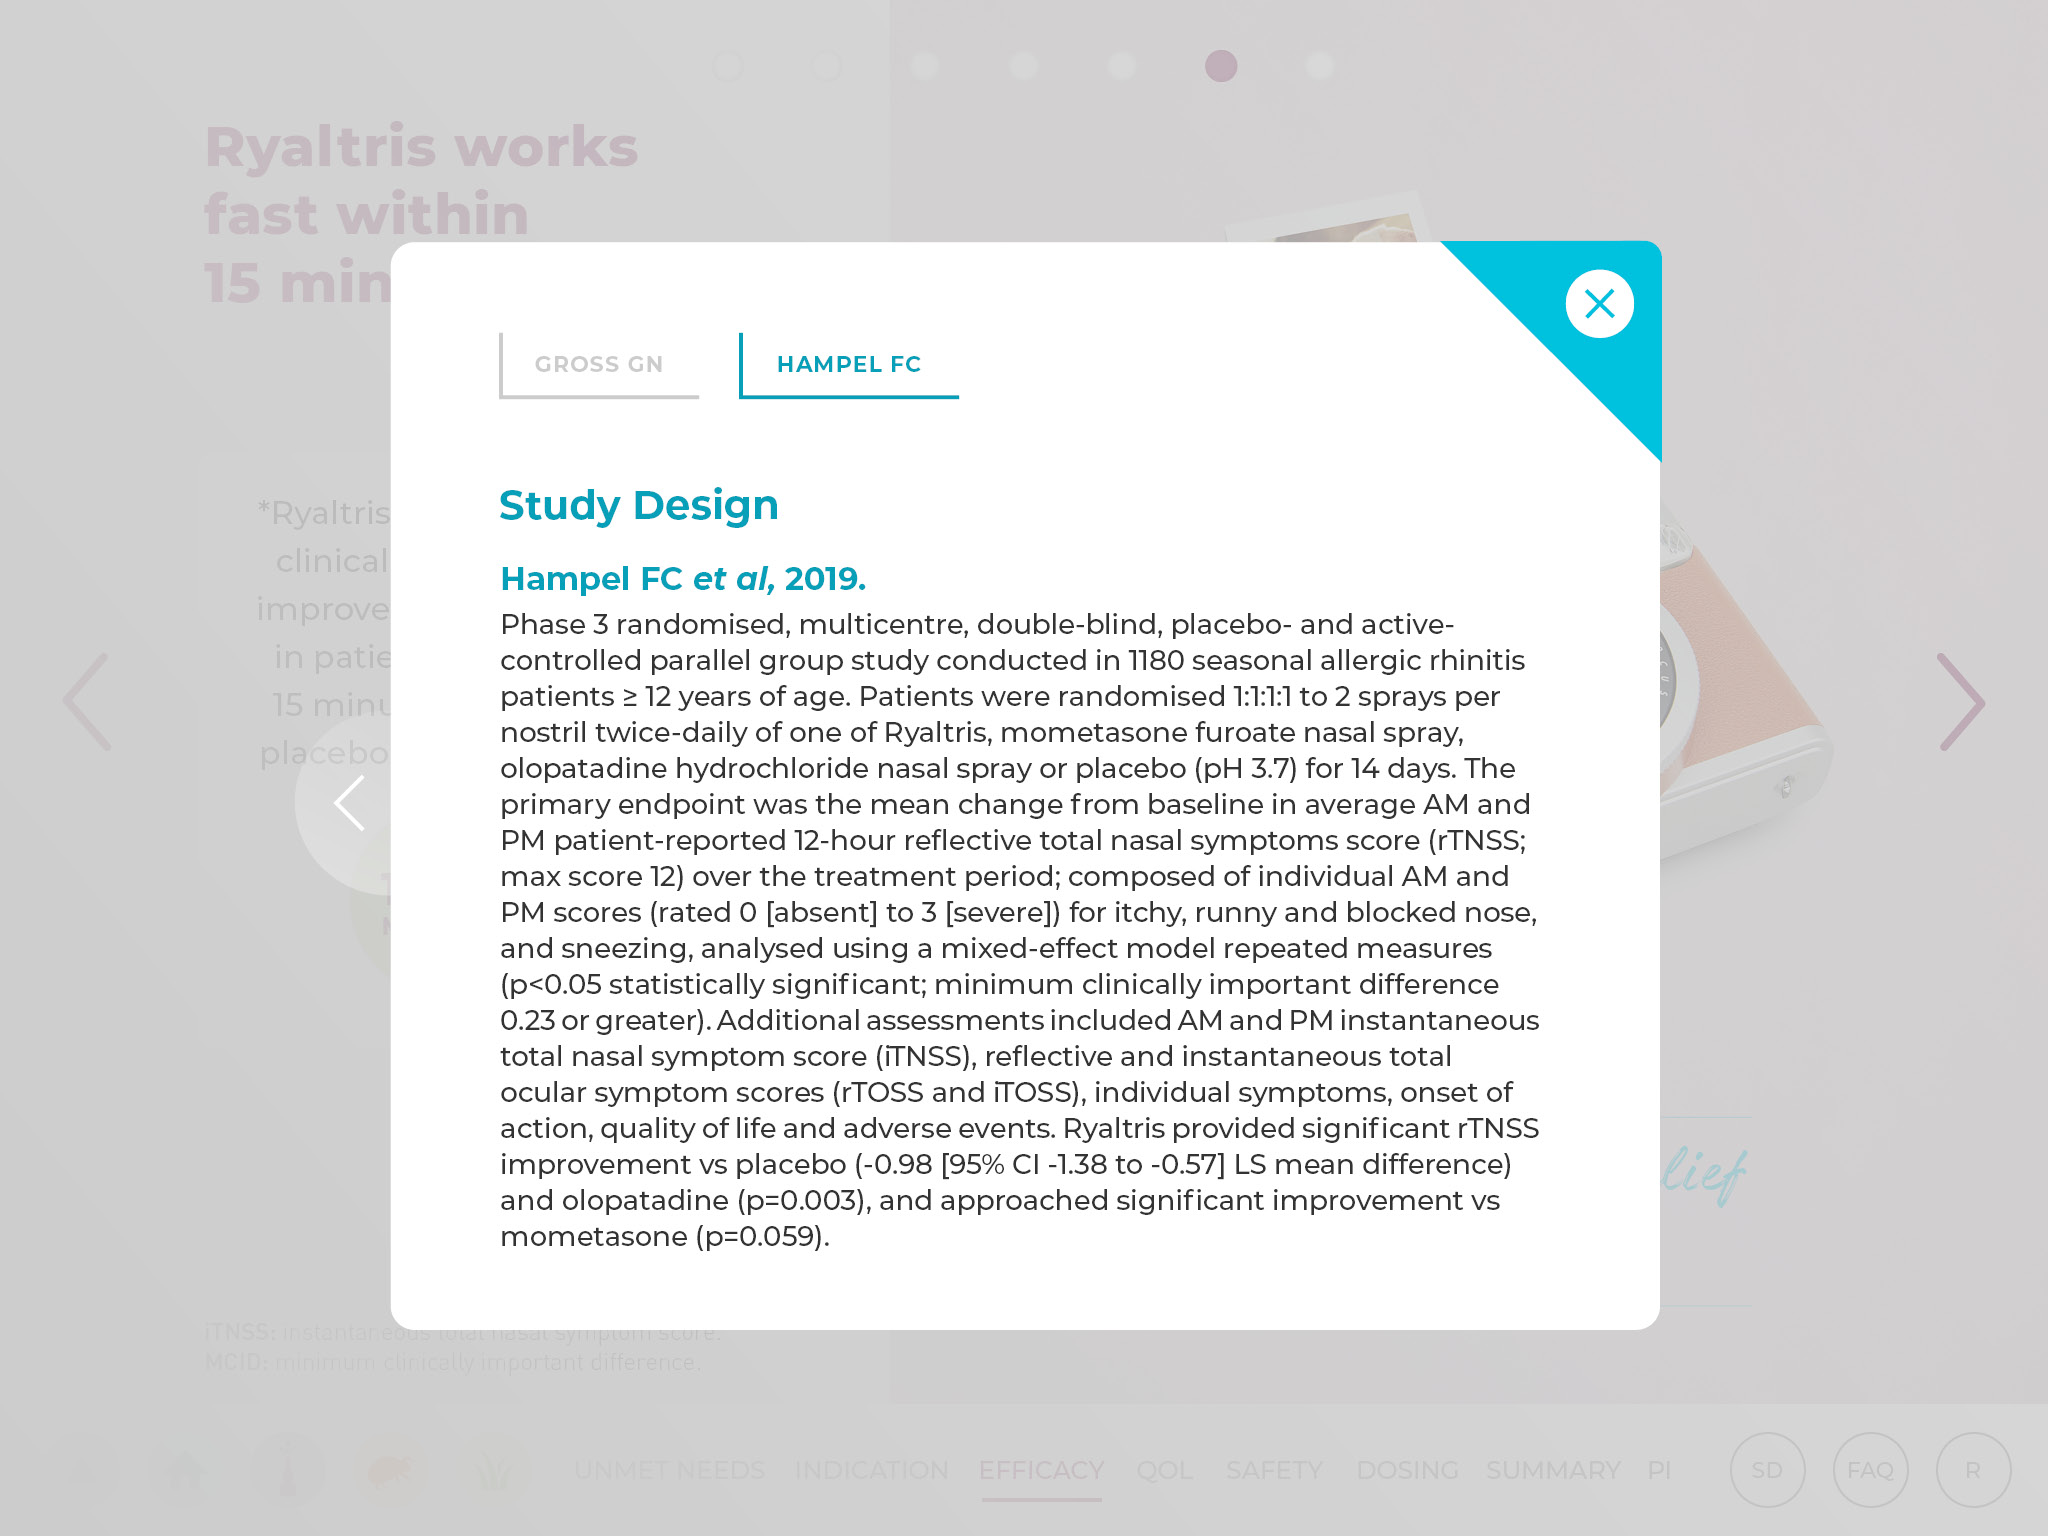 Ryaltris works
fast within
15 min
GROSS GN
HAMPEL FC
Study Design
Hampel FC et al, 2019.
Phase 3 randomised, multicentre, double-blind, placebo- and active-
controlled parallel group study conducted in 1180 seasonal allergic rhinitis
patients ≥ 12 years of age. Patients were randomised 1:1:1:1 to 2 sprays per
nostril twice-daily of one of Ryaltris, mometasone furoate nasal spray,
olopatadine hydrochloride nasal spray or placebo (pH 3.7) for 14 days. The
primary endpoint was the mean change from baseline in average AM and
PM patient-reported 12-hour reflective total nasal symptoms score (rTNSS;
max score 12) over the treatment period; composed of individual AM and
PM scores (rated 0 [absent] to 3 [severe]) for itchy, runny and blocked nose,
and sneezing, analysed using a mixed-effect model repeated measures
(p<0.05 statistically significant; minimum clinically important difference
0.23 or greater). Additional assessments included AM and PM instantaneous
total nasal symptom score (iTNSS), reflective and instantaneous total
ocular symptom scores (rTOSS and iTOSS), individual symptoms, onset of
action, quality of life and adverse events. Ryaltris provided significant rTNSS
improvement vs placebo (-0.98 [95% CI -1.38 to -0.57] LS mean difference)
and olopatadine (p=0.003), and approached significant improvement vs
mometasone (p=0.059).
*Ryaltris
clinical
improve
in patie
15 minu
placebo
lief
iTNSS: instantaneous total nasal symptom score.
MCID: minimum clinically important difference.
UNMET NEEDS INDICATION EFFICACY QOL SAFETY DOSING SUMMARY PI SD FAQ R